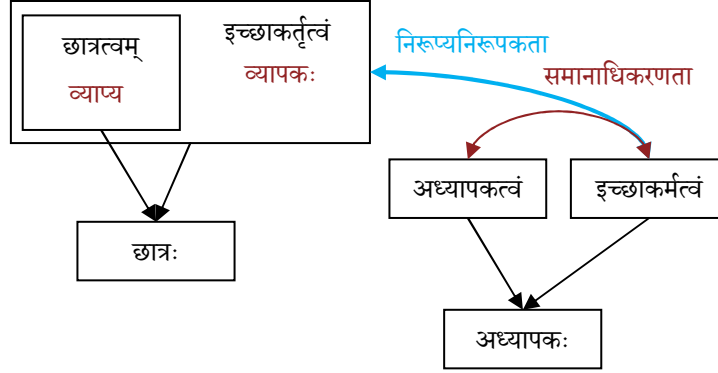 छात्रत्वम्
व्याप्य
इच्छाकर्तृत्वं
व्यापकः
निरूप्यनिरूपकता
समानाधिकरणता
अध्यापकत्वं
इच्छाकर्मत्वं
छात्रः
अध्यापकः